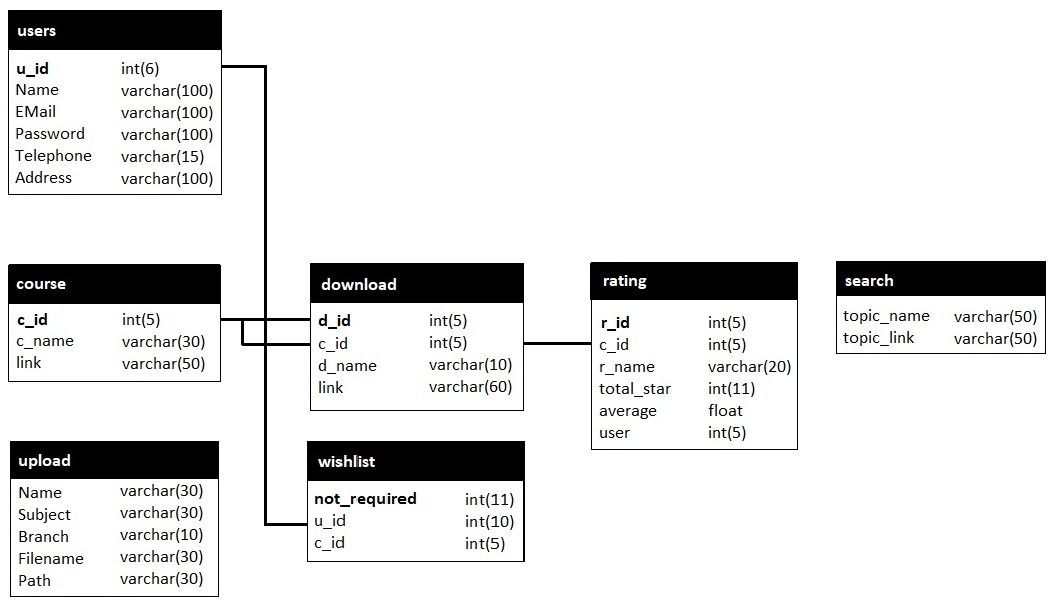 users
u_id int(6)
Name varchar(100)
EMail varchar(100)
Password varchar(100)
Telephone varchar(15)
Address varchar(100)
course
c_id int(5)
c_name varchar(30)
link varchar(50)
download
d_id int(5)
c_id int(5)
d_name varchar(10)
link varchar(60)
rating
r_id int(5)
c_id int(5)
r_name varchar(20)
total_star int(11)
average float
user int(5)
search
topic_name varchar(50)
topic_link varchar(50)
upload
Name varchar(30)
Subject varchar(30)
Branch varchar(10)
Filename varchar(30)
Path varchar(30)
wishlist
not_required int(11)
u_id int(10)
c_id int(5)